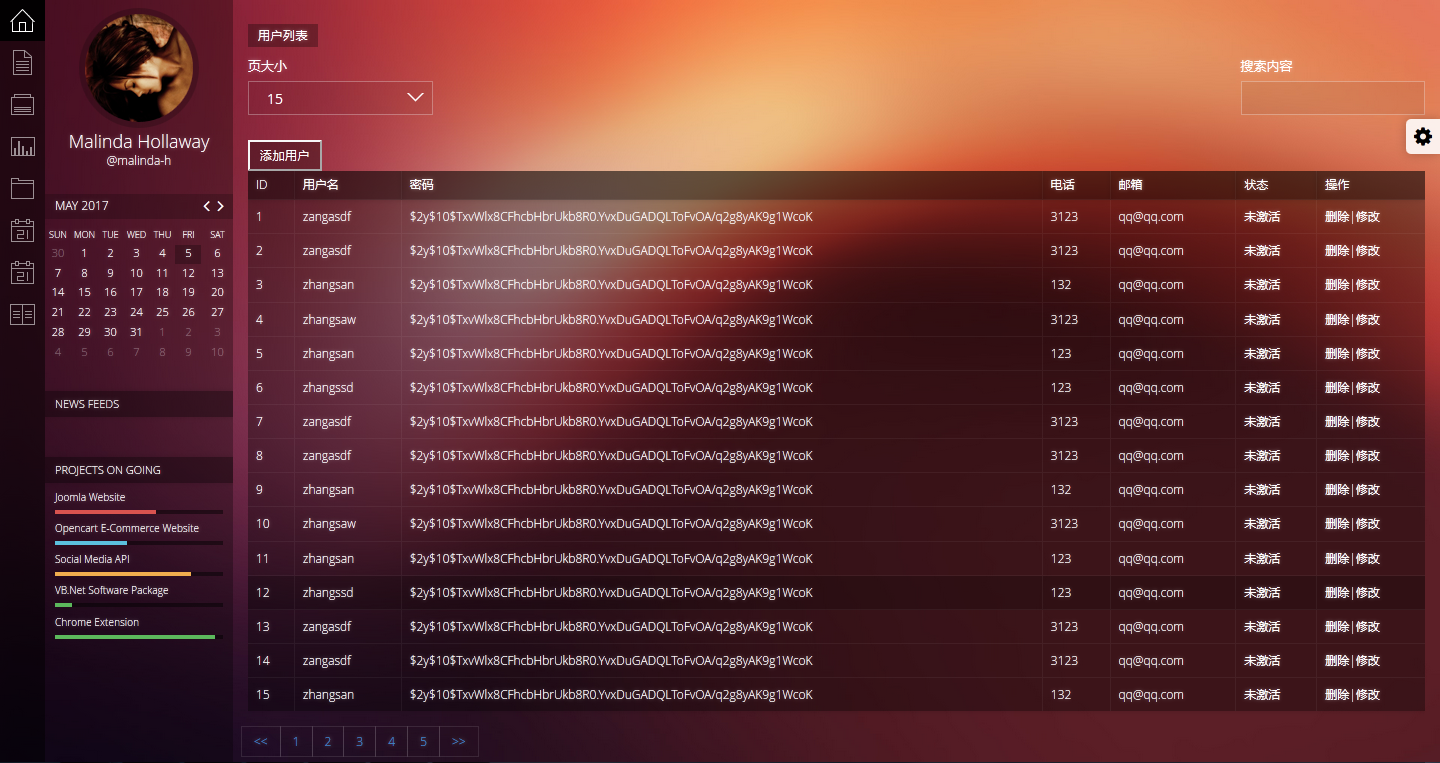 Malinda Hollaway
@malinda-h
MAY 2017
SUN MON TUE WED THU FRI SAT
30 1 2 3 4 5 6
7 8 9 10 11 12 13
14 15 16 17 18 19 20
21 22 23 24 25 26 27
28 29 30 31 1 2 3
4 5 6 7 8 9 10
NEWS FEEDS
PROJECTS ON GOING
Joomla Website
Opencart E-Commerce Website
Social Media API
VB.Net Software Package
Chrome Extension
用户列表
页大小
15
搜索内容
添加用户
ID 用户名 密码 电话 邮箱 状态 操作
1 zangasdf $2y$10$TxvWlx8CFhcbHbrUkb8R0.YvxDuGADQLToFvOA/q2g8yAK9g1WcoK 3123 qq@qq.com 未激活 删除|修改
2 zangasdf $2y$10$TxvWlx8CFhcbHbrUkb8R0.YvxDuGADQLToFvOA/q2g8yAK9g1WcoK 3123 qq@qq.com 未激活 删除|修改
3 zhangsan $2y$10$TxvWlx8CFhcbHbrUkb8R0.YvxDuGADQLToFvOA/q2g8yAK9g1WcoK 132 qq@qq.com 未激活 删除|修改
4 zhangsaw $2y$10$TxvWlx8CFhcbHbrUkb8R0.YvxDuGADQLToFvOA/q2g8yAK9g1WcoK 3123 qq@qq.com 未激活 删除|修改
5 zhangsan $2y$10$TxvWlx8CFhcbHbrUkb8R0.YvxDuGADQLToFvOA/q2g8yAK9g1WcoK 123 qq@qq.com 未激活 删除|修改
6 zhangssd $2y$10$TxvWlx8CFhcbHbrUkb8R0.YvxDuGADQLToFvOA/q2g8yAK9g1WcoK 123 qq@qq.com 未激活 删除|修改
7 zangasdf $2y$10$TxvWlx8CFhcbHbrUkb8R0.YvxDuGADQLToFvOA/q2g8yAK9g1WcoK 3123 qq@qq.com 未激活 删除|修改
8 zangasdf $2y$10$TxvWlx8CFhcbHbrUkb8R0.YvxDuGADQLToFvOA/q2g8yAK9g1WcoK 3123 qq@qq.com 未激活 删除|修改
9 zhangsan $2y$10$TxvWlx8CFhcbHbrUkb8R0.YvxDuGADQLToFvOA/q2g8yAK9g1WcoK 132 qq@qq.com 未激活 删除|修改
10 zhangsaw $2y$10$TxvWlx8CFhcbHbrUkb8R0.YvxDuGADQLToFvOA/q2g8yAK9g1WcoK 3123 qq@qq.com 未激活 删除|修改
11 zhangsan $2y$10$TxvWlx8CFhcbHbrUkb8R0.YvxDuGADQLToFvOA/q2g8yAK9g1WcoK 123 qq@qq.com 未激活 删除|修改
12 zhangssd $2y$10$TxvWlx8CFhcbHbrUkb8R0.YvxDuGADQLToFvOA/q2g8yAK9g1WcoK 123 qq@qq.com 未激活 删除|修改
13 zangasdf $2y$10$TxvWlx8CFhcbHbrUkb8R0.YvxDuGADQLToFvOA/q2g8yAK9g1WcoK 3123 qq@qq.com 未激活 删除|修改
14 zangasdf $2y$10$TxvWlx8CFhcbHbrUkb8R0.YvxDuGADQLToFvOA/q2g8yAK9g1WcoK 3123 qq@qq.com 未激活 删除|修改
15 zhangsan $2y$10$TxvWlx8CFhcbHbrUkb8R0.YvxDuGADQLToFvOA/q2g8yAK9g1WcoK 132 qq@qq.com 未激活 删除|修改
<< 1 2 3 4 5 >>